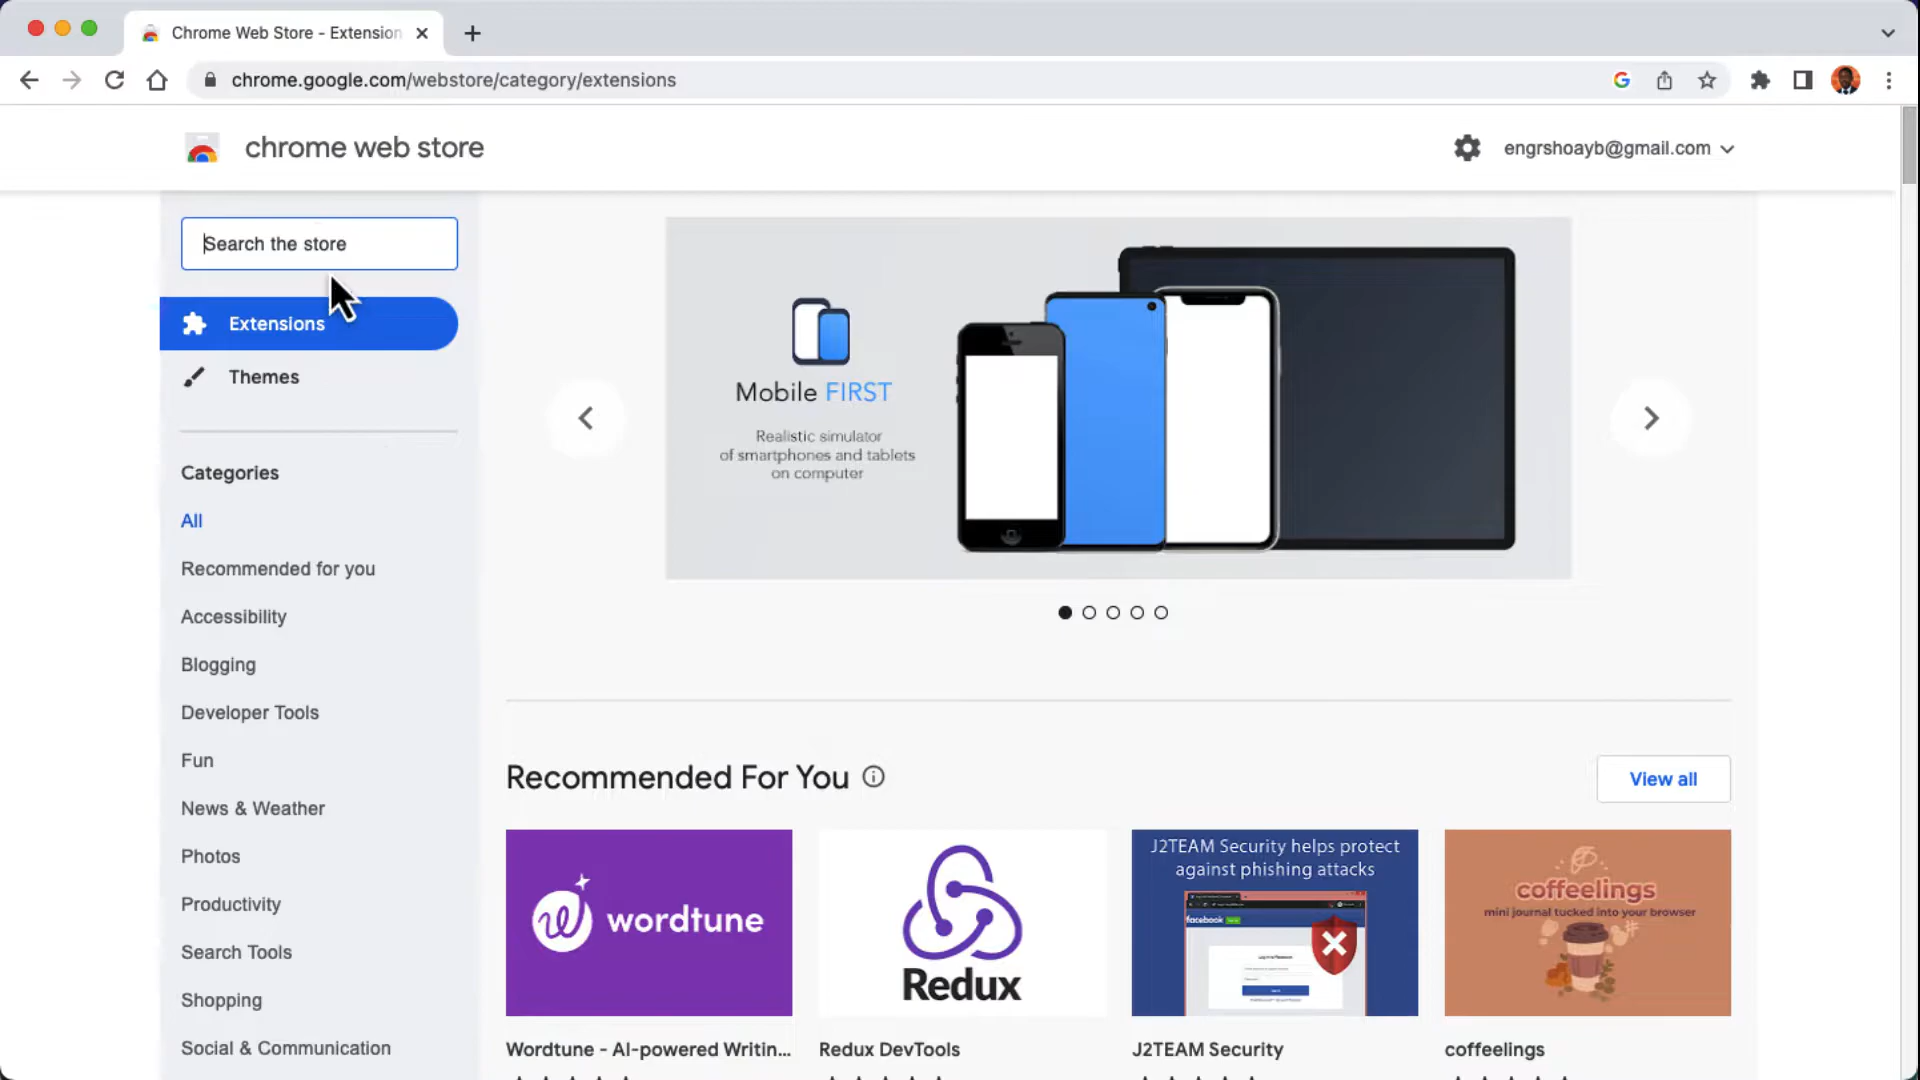 Chrome Web Store - Extension
chrome.google.com/webstore/category/extensions
chrome web store
engrshoayb@gmail.com
Search the store
Extensions
Themes
Categories
All
Recommended for you
Accessibility
Blogging
Developer Tools
Fun
News & Weather
Photos
Productivity
Search Tools
Shopping
Social & Communication
Mobile FIRST
Realistic simulator
of smartphones and tablets
on computer
Recommended For You
View all
wordtune
Redux
J2TEAM Security helps protect
against phishing attacks
facebook
coffeelings
mini journal tucked into your browser
Wordtune - AI-powered Writin...
Redux DevTools
J2TEAM Security
coffeelings